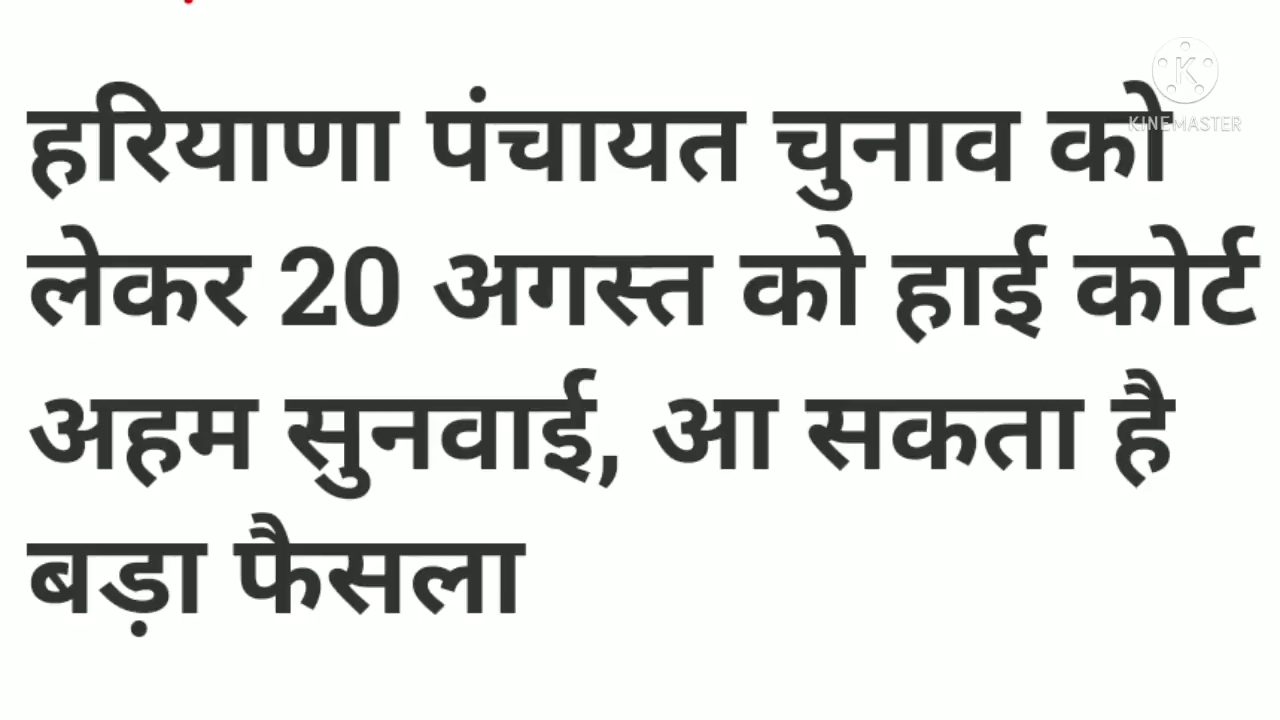 हरियाणा पंचायत चुनाव को
लेकर 20 अगस्त को हाई कोर्ट
अहम सुनवाई, आ सकता है
बड़ा फैसला
K
KINEMASTER